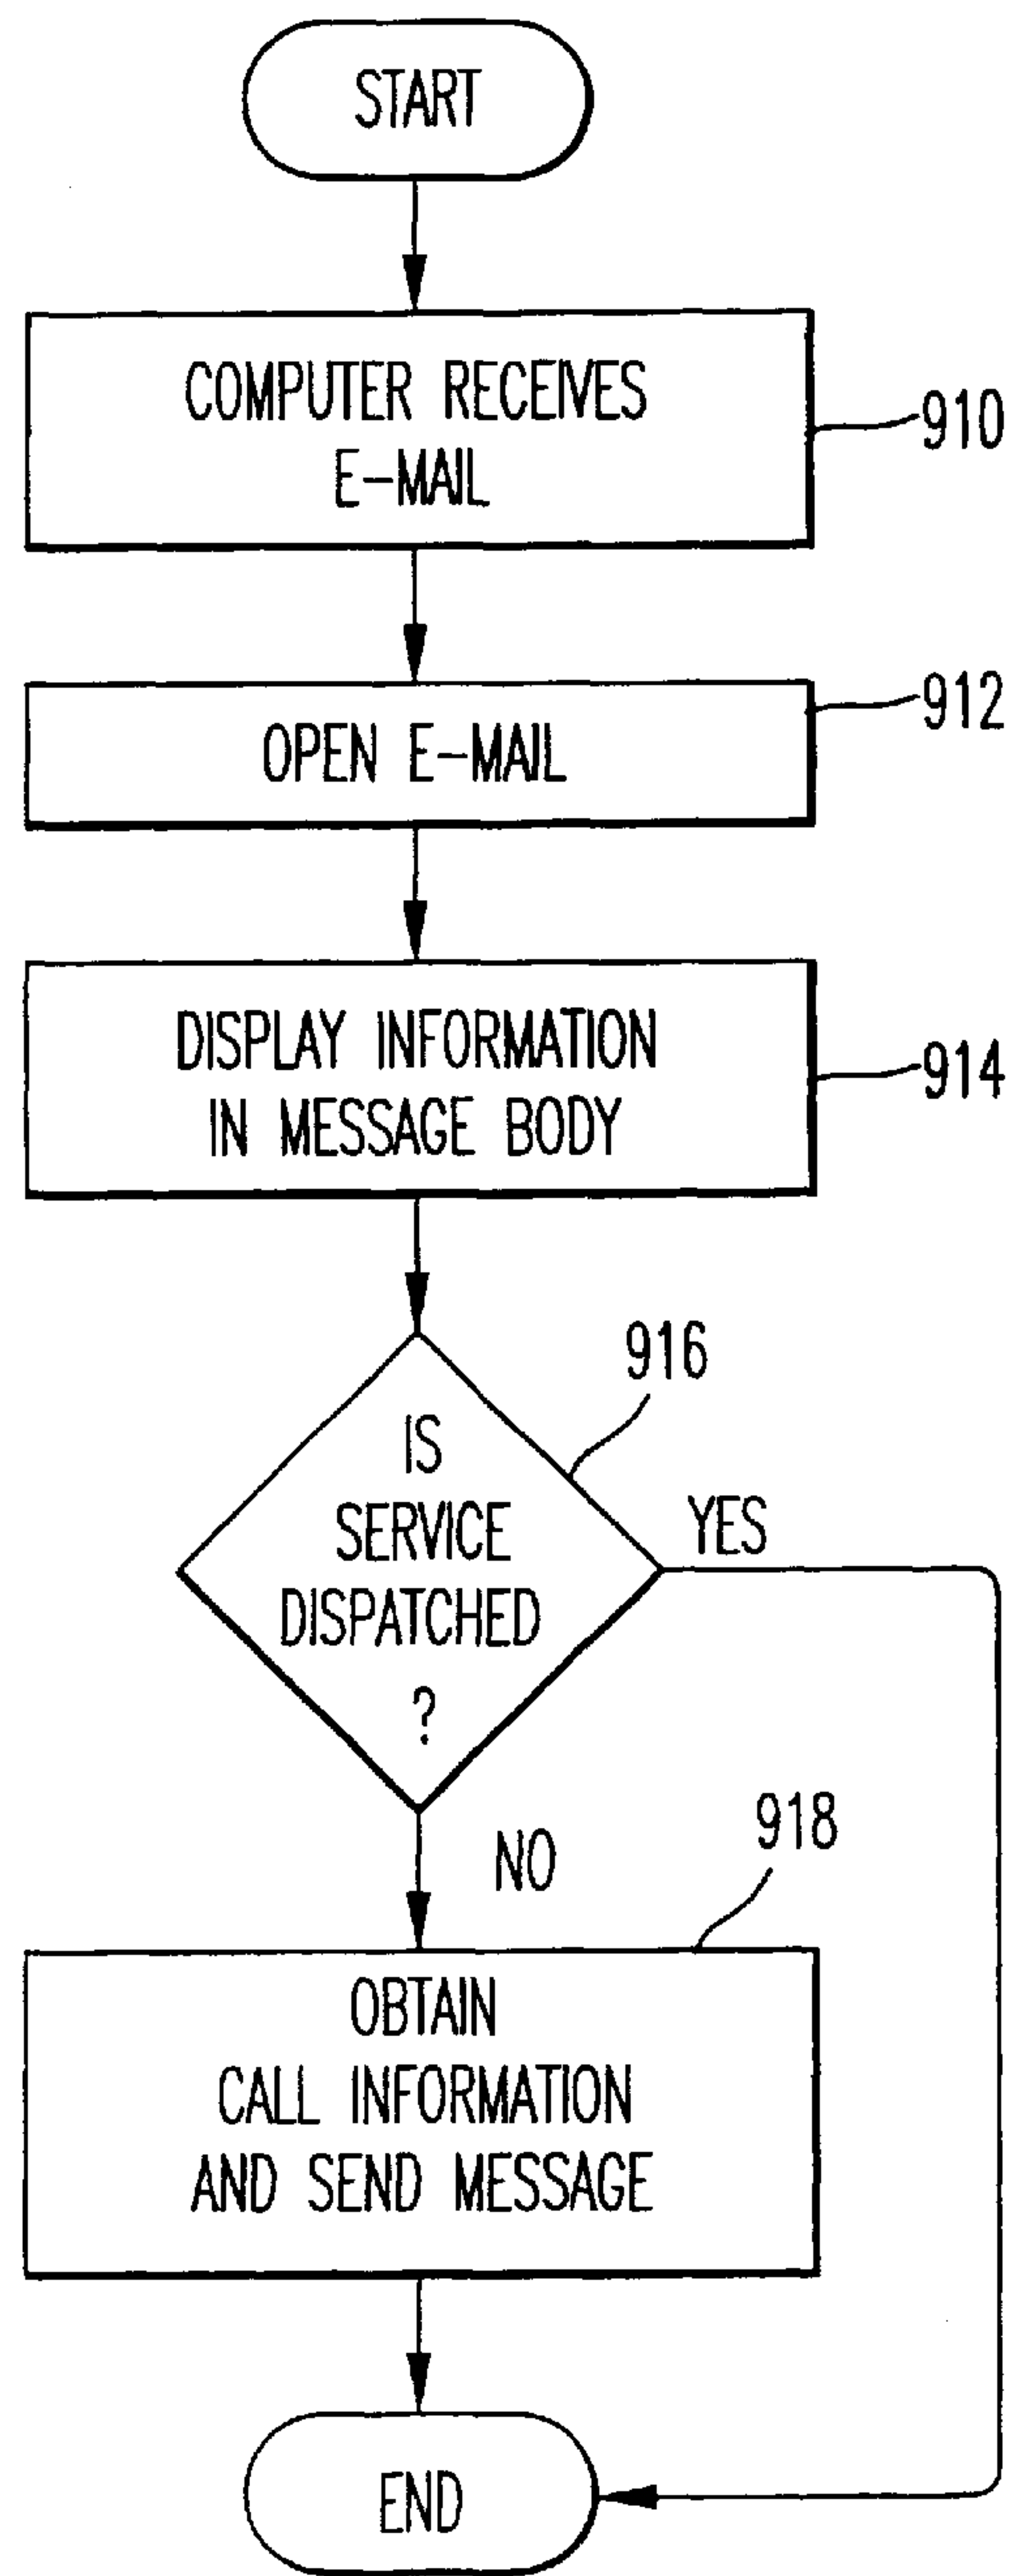 START
COMPUTER RECEIVES
E-MAIL
910
OPEN E-MAIL
912
DISPLAY INFORMATION
IN MESSAGE BODY
914
916
IS
SERVICE
DISPATCHED
?
YES
NO
918
OBTAIN
CALL INFORMATION
AND SEND MESSAGE
END